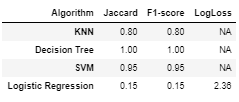 Algorithm Jaccard F1-score LogLoss
KNN 0.80 0.80 NA
Decision Tree 1.00 1.00 NA
SVM 0.95 0.95 NA
Logistic Regression 0.15 0.15 2.36